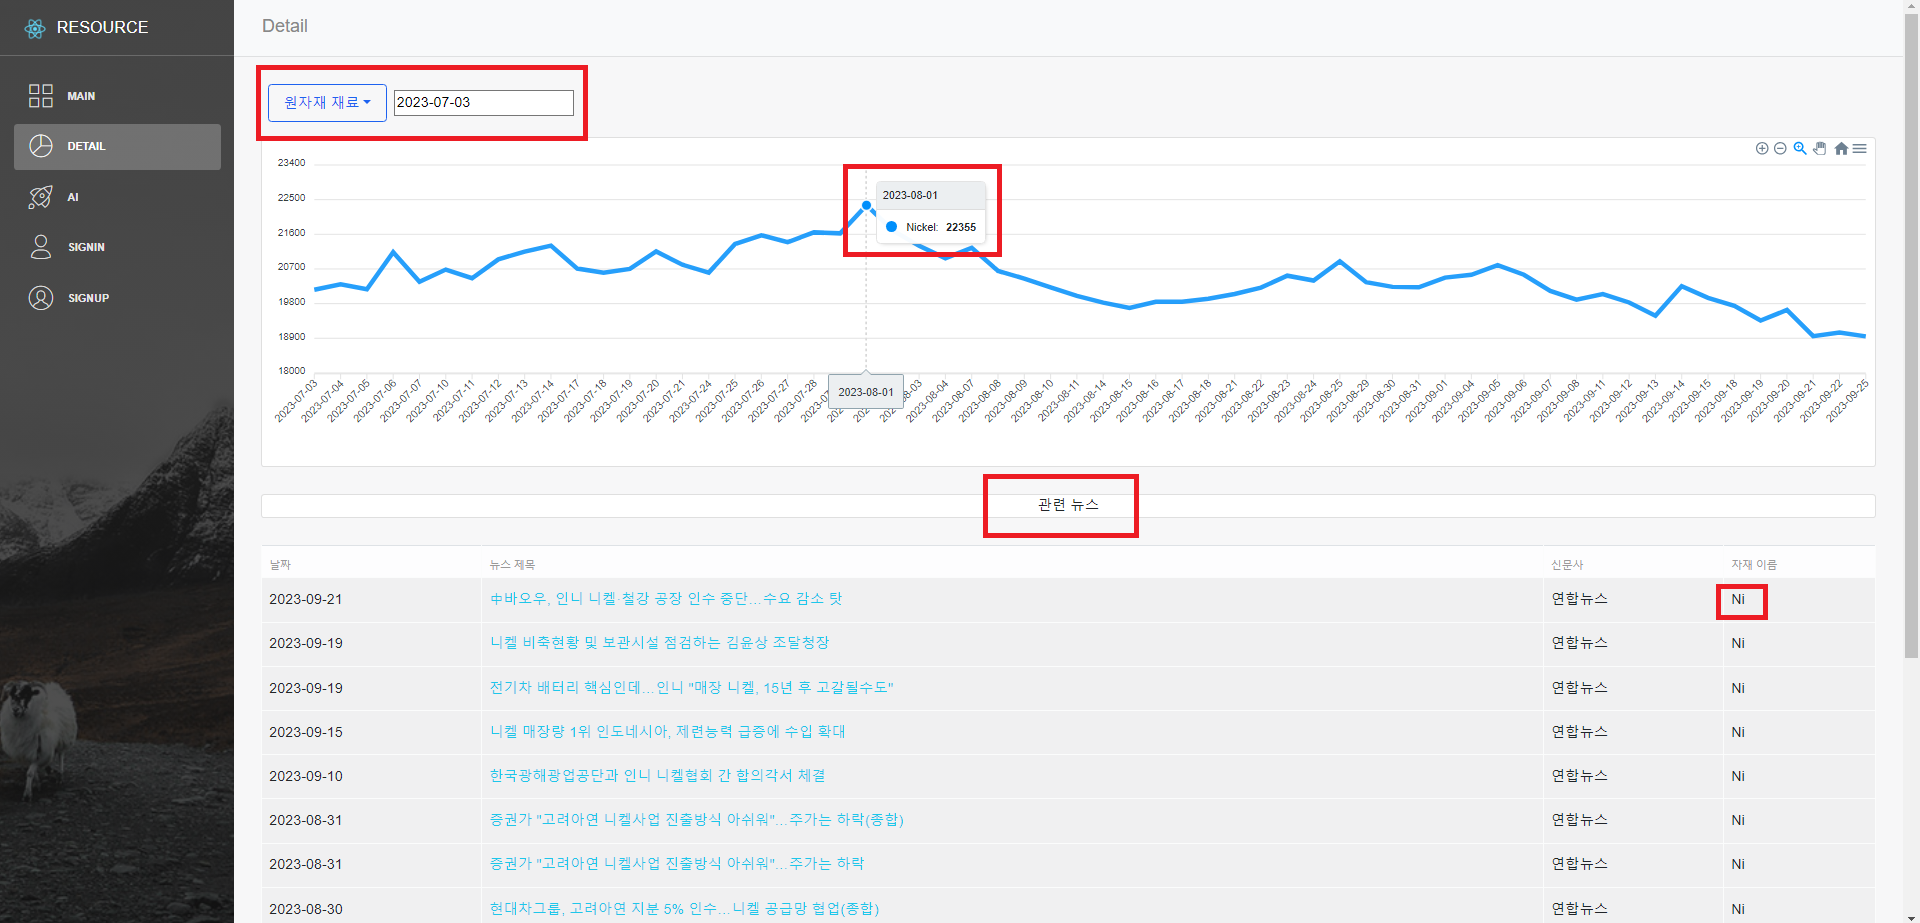 RESOURCE
MAIN
DETAIL
AI
SIGNIN
SIGNUP
Detail
원자재 재료
2023-07-03
23400
22500
21600
20700
19800
18900
18000
2023-08-01
Nickel: 22355
2023-07-03 2023-07-04 2023-07-05 2023-07-06 2023-07-07 2023-07-10 2023-07-11 2023-07-12 2023-07-13 2023-07-14 2023-07-17 2023-07-18 2023-07-19 2023-07-20 2023-07-21 2023-07-24 2023-07-25 2023-07-26 2023-07-27 2023-07-28 2023-08-01 2023-08-03 2023-08-04 2023-08-07 2023-08-08 2023-08-09 2023-08-10 2023-08-11 2023-08-14 2023-08-15 2023-08-16 2023-08-17 2023-08-18 2023-08-21 2023-08-22 2023-08-23 2023-08-24 2023-08-25 2023-08-29 2023-08-30 2023-08-31 2023-09-01 2023-09-04 2023-09-05 2023-09-06 2023-09-07 2023-09-08 2023-09-11 2023-09-12 2023-09-13 2023-09-14 2023-09-15 2023-09-18 2023-09-19 2023-09-20 2023-09-21 2023-09-22 2023-09-25
관련 뉴스
날짜 뉴스 제목 신문사 자재 이름
2023-09-21 中바오우, 인니 니켈·철강 공장 인수 중단…수요 감소 탓 연합뉴스 Ni
2023-09-19 니켈 비축현황 및 보관시설 점검하는 김윤상 조달청장 연합뉴스 Ni
2023-09-19 전기차 배터리 핵심인데…인니 "매장 니켈, 15년 후 고갈될수도" 연합뉴스 Ni
2023-09-15 니켈 매장량 1위 인도네시아, 제련능력 급증에 수입 확대 연합뉴스 Ni
2023-09-10 한국광해광업공단과 인니 니켈협회 간 합의각서 체결 연합뉴스 Ni
2023-08-31 증권가 "고려아연 니켈사업 진출방식 아쉬워"…주가는 하락(종합) 연합뉴스 Ni
2023-08-31 증권가 "고려아연 니켈사업 진출방식 아쉬워"…주가는 하락 연합뉴스 Ni
2023-08-30 현대차그룹, 고려아연 지분 5% 인수…니켈 공급망 협업(종합) 연합뉴스 Ni